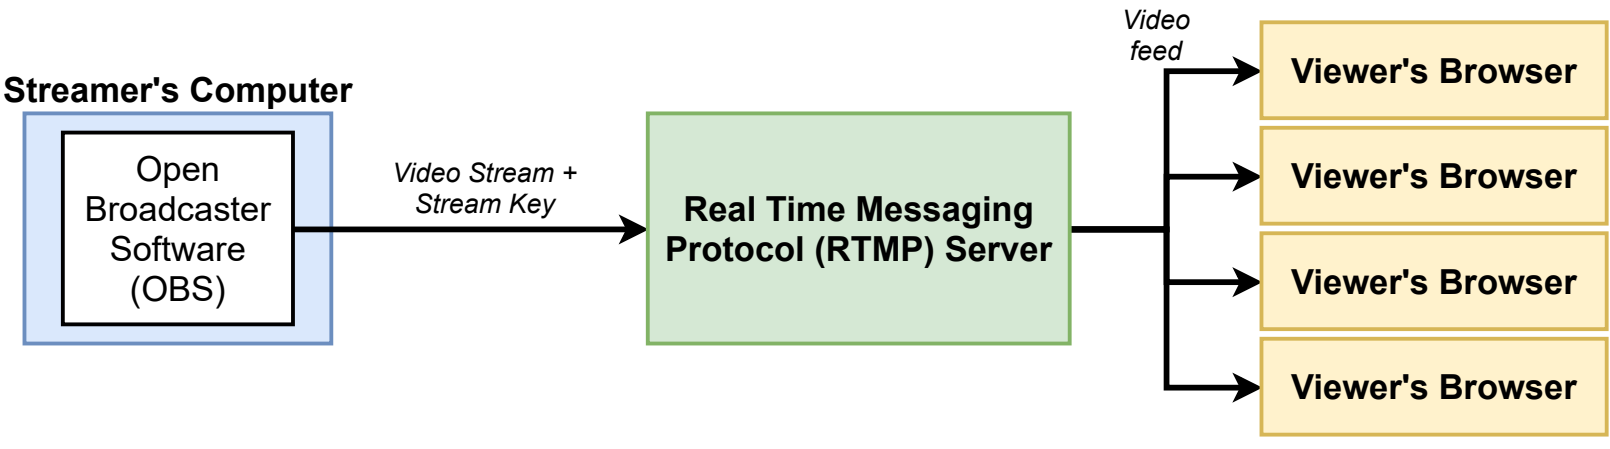 Streamer's Computer
Open
Broadcaster
Software
(OBS)
Video Stream +
Stream Key
Real Time Messaging
Protocol (RTMP) Server
Video
feed
Viewer's Browser
Viewer's Browser
Viewer's Browser
Viewer's Browser